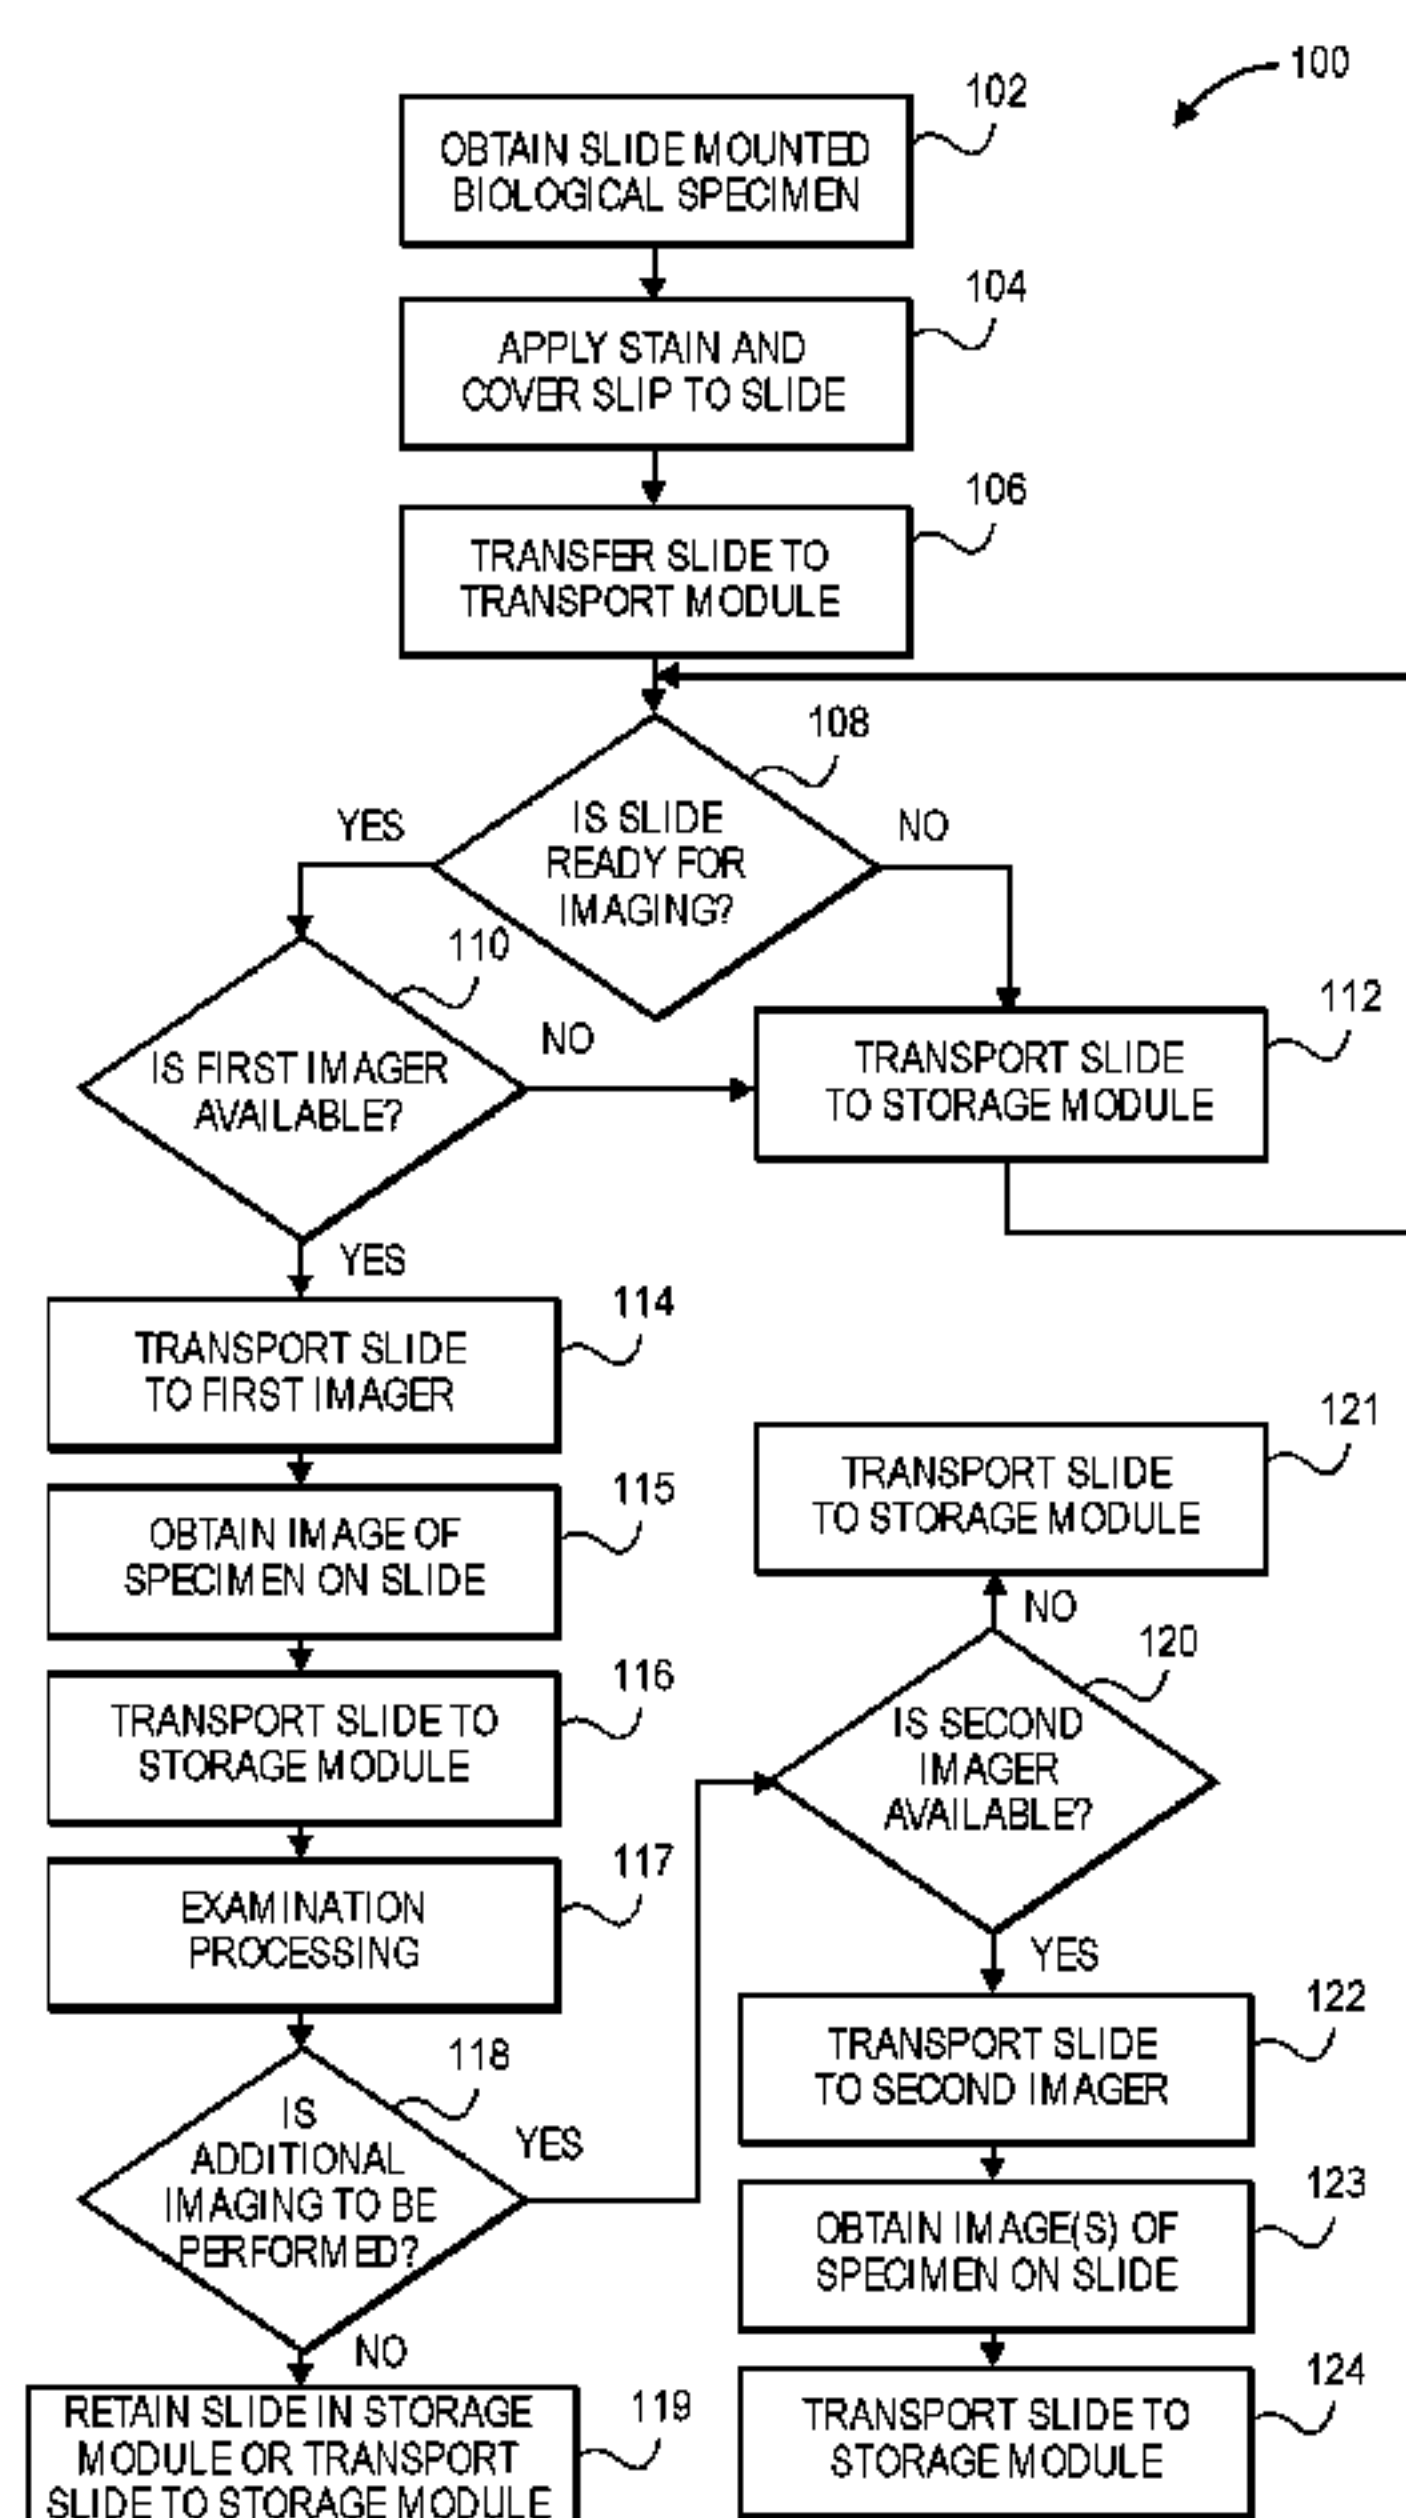 100
102
OBTAIN SLIDE MOUNTED
BIOLOGICAL SPECIMEN
104
APPLY STAIN AND
COVER SLIP TO SLIDE
106
TRANSFER SLIDE TO
TRANSPORT MODULE
108
IS SLIDE
READY FOR
IMAGING?
YES
NO
110
IS FIRST IMAGER
AVAILABLE?
NO
112
TRANSPORT SLIDE
TO STORAGE MODULE
YES
114
TRANSPORT SLIDE
TO FIRST IMAGER
115
OBTAIN IMAGE OF
SPECIMEN ON SLIDE
116
TRANSPORT SLIDE TO
STORAGE MODULE
117
EXAMINATION
PROCESSING
118
IS
ADDITIONAL
IMAGING TO BE
PERFORMED?
YES
NO
119
RETAIN SLIDE IN STORAGE
MODULE OR TRANSPORT
SLIDE TO STORAGE MODULE
121
TRANSPORT SLIDE
TO STORAGE MODULE
NO
120
IS SECOND
IMAGER
AVAILABLE?
YES
122
TRANSPORT SLIDE
TO SECOND IMAGER
123
OBTAIN IMAGE(S) OF
SPECIMEN ON SLIDE
124
TRANSPORT SLIDE TO
STORAGE MODULE